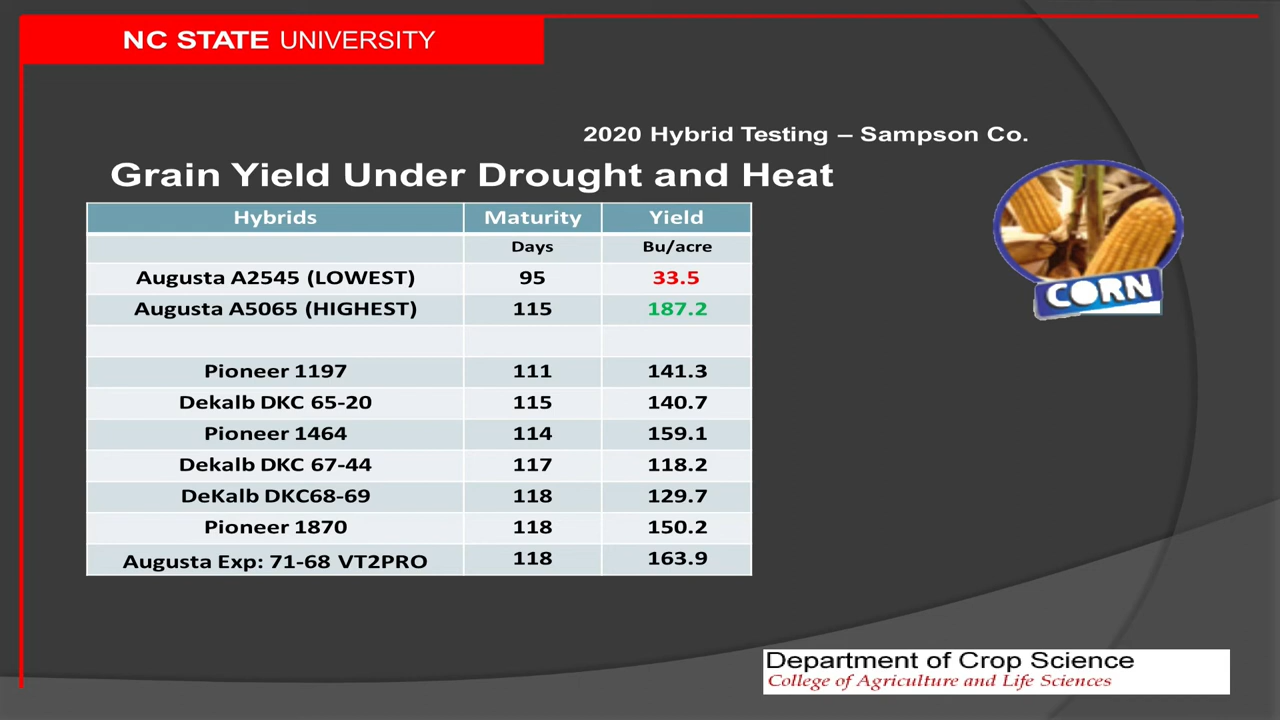 NC STATE UNIVERSITY
2020 Hybrid Testing – Sampson Co.
Grain Yield Under Drought and Heat
Hybrids Maturity Yield
Days Bu/acre
Augusta A2545 (LOWEST) 95 33.5
Augusta A5065 (HIGHEST) 115 187.2
Pioneer 1197 111 141.3
Dekalb DKC 65-20 115 140.7
Pioneer 1464 114 159.1
Dekalb DKC 67-44 117 118.2
DeKalb DKC68-69 118 129.7
Pioneer 1870 118 150.2
Augusta Exp: 71-68 VT2PRO 118 163.9
CORN
Department of Crop Science
College of Agriculture and Life Sciences